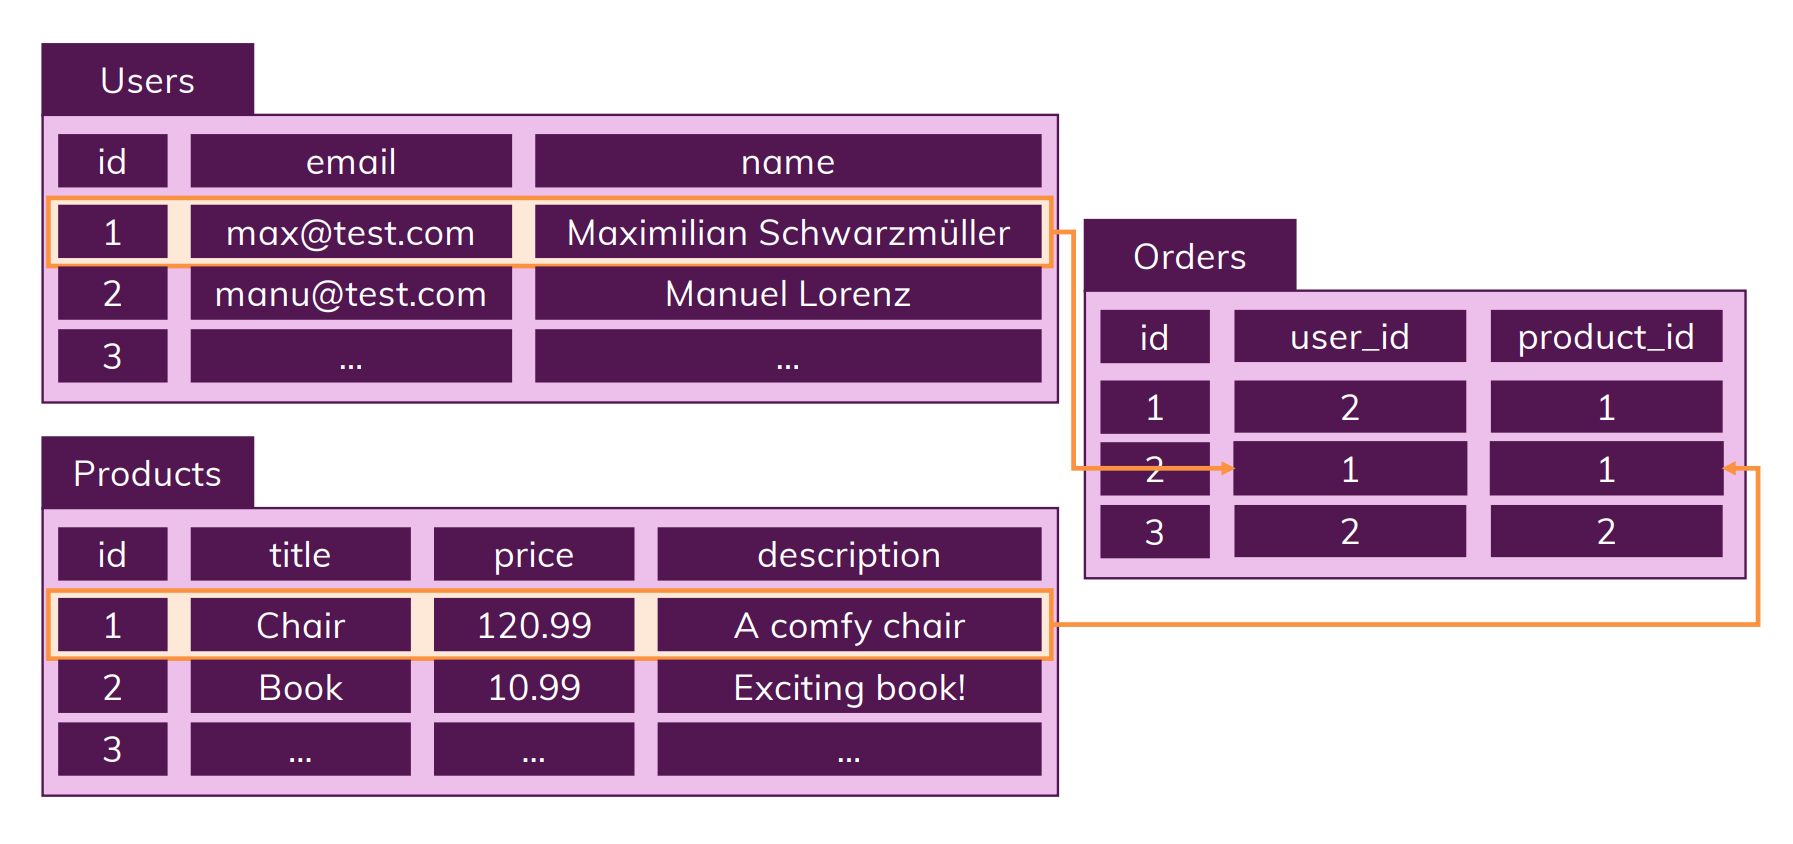 Users
id email name
1 max@test.com Maximilian Schwarzmüller
2 manu@test.com Manuel Lorenz
3 ... ...
Products
id title price description
1 Chair 120.99 A comfy chair
2 Book 10.99 Exciting book!
3 ... ... ...
Orders
id user_id product_id
1 2 1
2 1 1
3 2 2